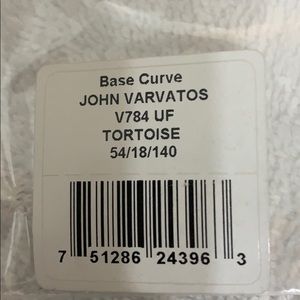 Base Curve
JOHN VARVATOS
V784 UF
TORTOISE
54/18/140
7 51286 24396 3